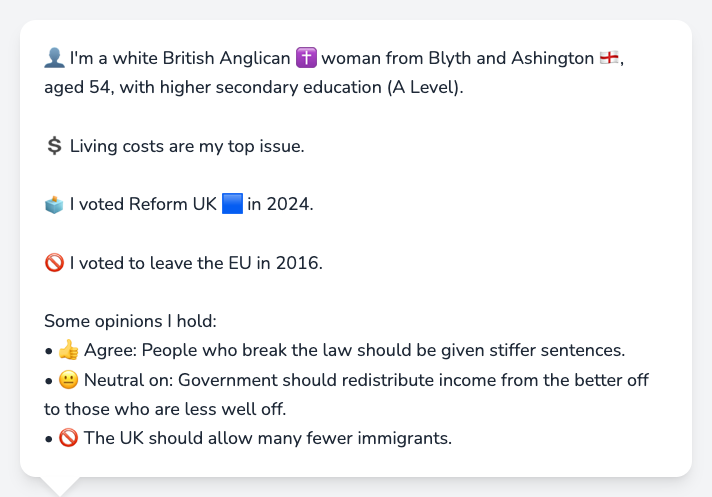 👤 I'm a white British Anglican ✝️ woman from Blyth and Ashington 🏴󠁧󠁢󠁥󠁮󠁧󠁿,
aged 54, with higher secondary education (A Level).
💲 Living costs are my top issue.
🗳️ I voted Reform UK 🟦 in 2024.
🚫 I voted to leave the EU in 2016.
Some opinions I hold:
• 👍 Agree: People who break the law should be given stiffer sentences.
• 😐 Neutral on: Government should redistribute income from the better off
to those who are less well off.
• 🚫 The UK should allow many fewer immigrants.